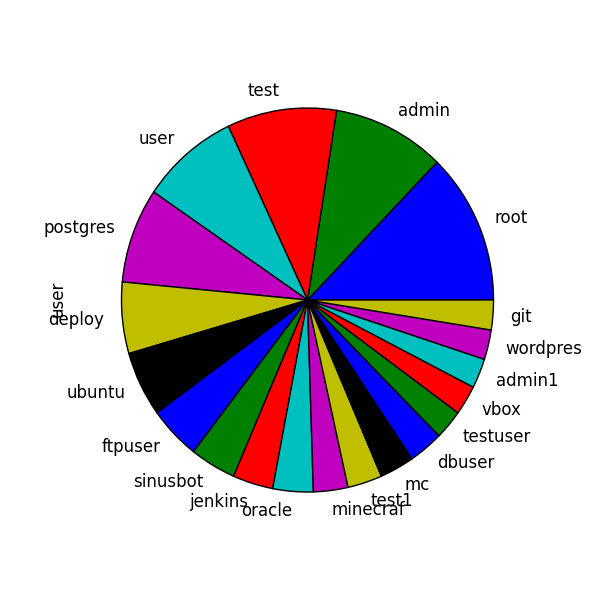 test
admin
user
root
postgres
user
deploy
git
wordpres
ubuntu
admin1
vbox
ftpuser
testuser
sinusbot
dbuser
jenkins
mc
oracle
minecraf
test1